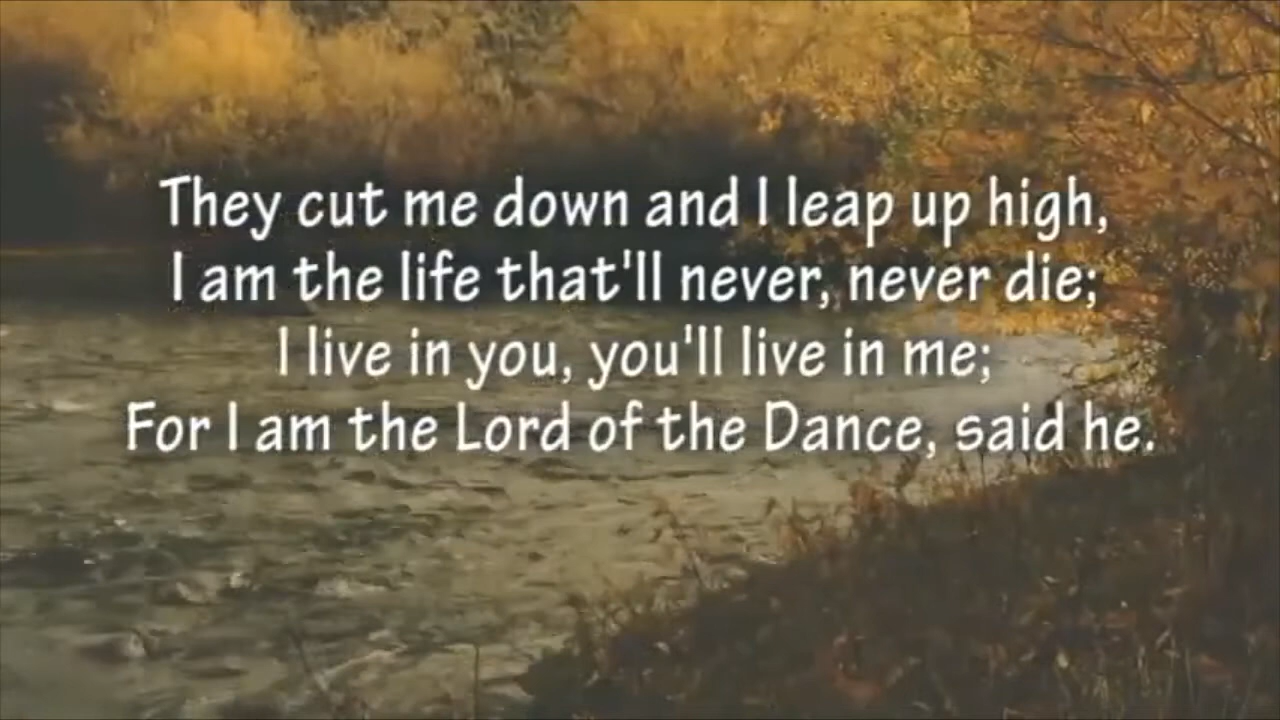 They cut me down and I leap up high,
I am the life that'll never, never die;
I live in you, you'll live in me;
For I am the Lord of the Dance, said he.